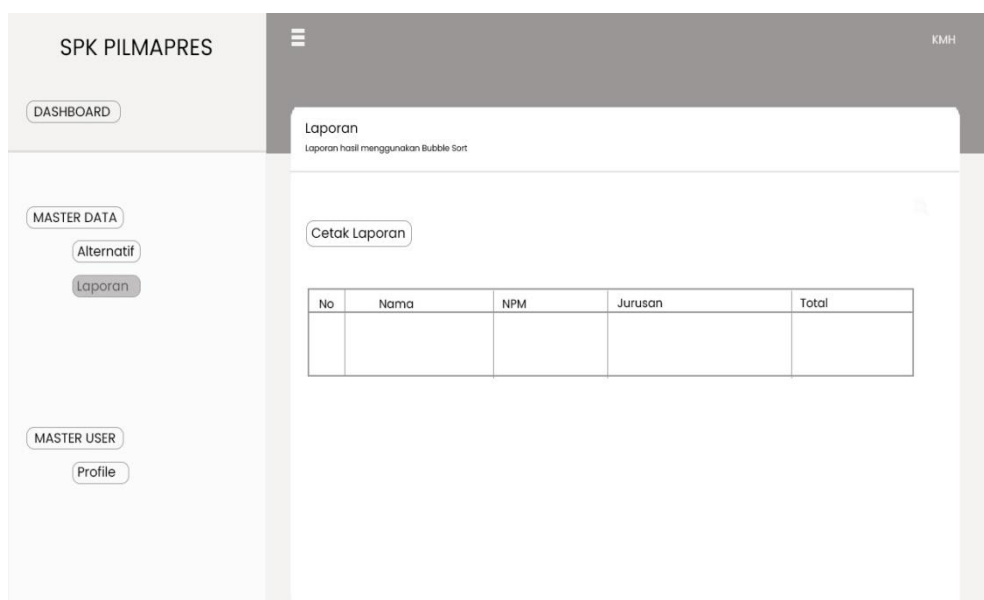 SPK PILMAPRES
KMH
DASHBOARD
Laporan
Laporan hasil menggunakan Bubble Sort
MASTER DATA
Alternatif
Laporan
Cetak Laporan
No Nama NPM Jurusan Total
MASTER USER
Profile